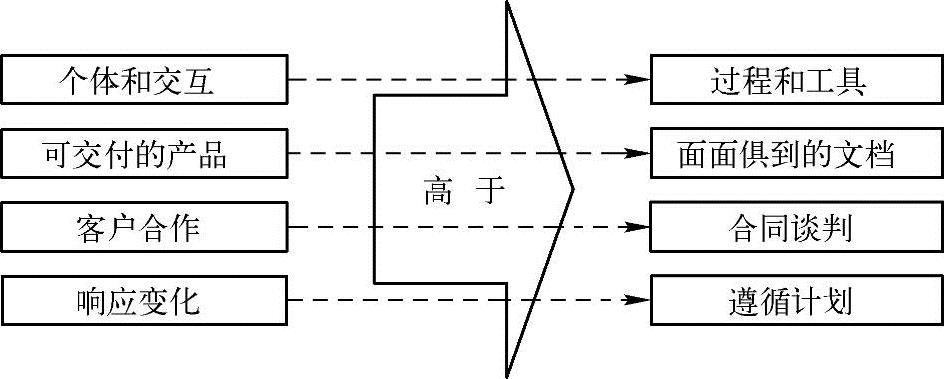 个体和交互
过程和工具
可交付的产品
面面俱到的文档
高 于
客户合作
合同谈判
响应变化
遵循计划